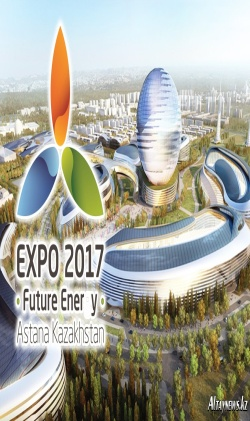 EXPO 2017
• Future Ener y •
Astana Kazakhstan
ALTAYNEWS.KZ